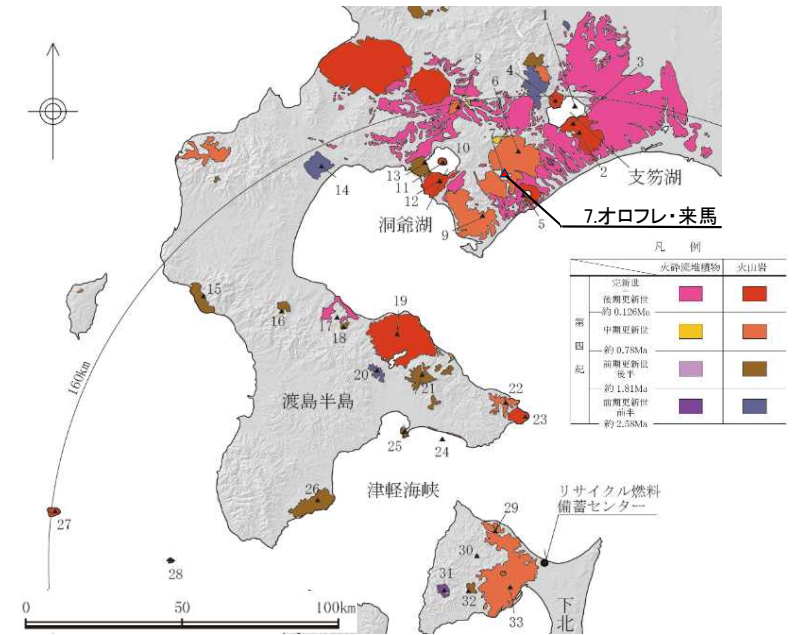 1
8
6
4
3
10
13
11
12
14
2
支笏湖
洞爺湖
5
9
7.オロフレ・来馬
凡 例
火砕流堆積物 火山岩
第四紀
完新世
後期更新世
約 0.126Ma
中期更新世
約 0.78Ma
前期更新世
後半
約 1.81Ma
前期更新世
前半
約 2.58Ma
15
16
17
18
19
160km
20
21
渡島半島
22
23
25
24
26
津軽海峡
リサイクル燃料
備蓄センター
27
28
29
30
31
32
33
下北
0 50 100km